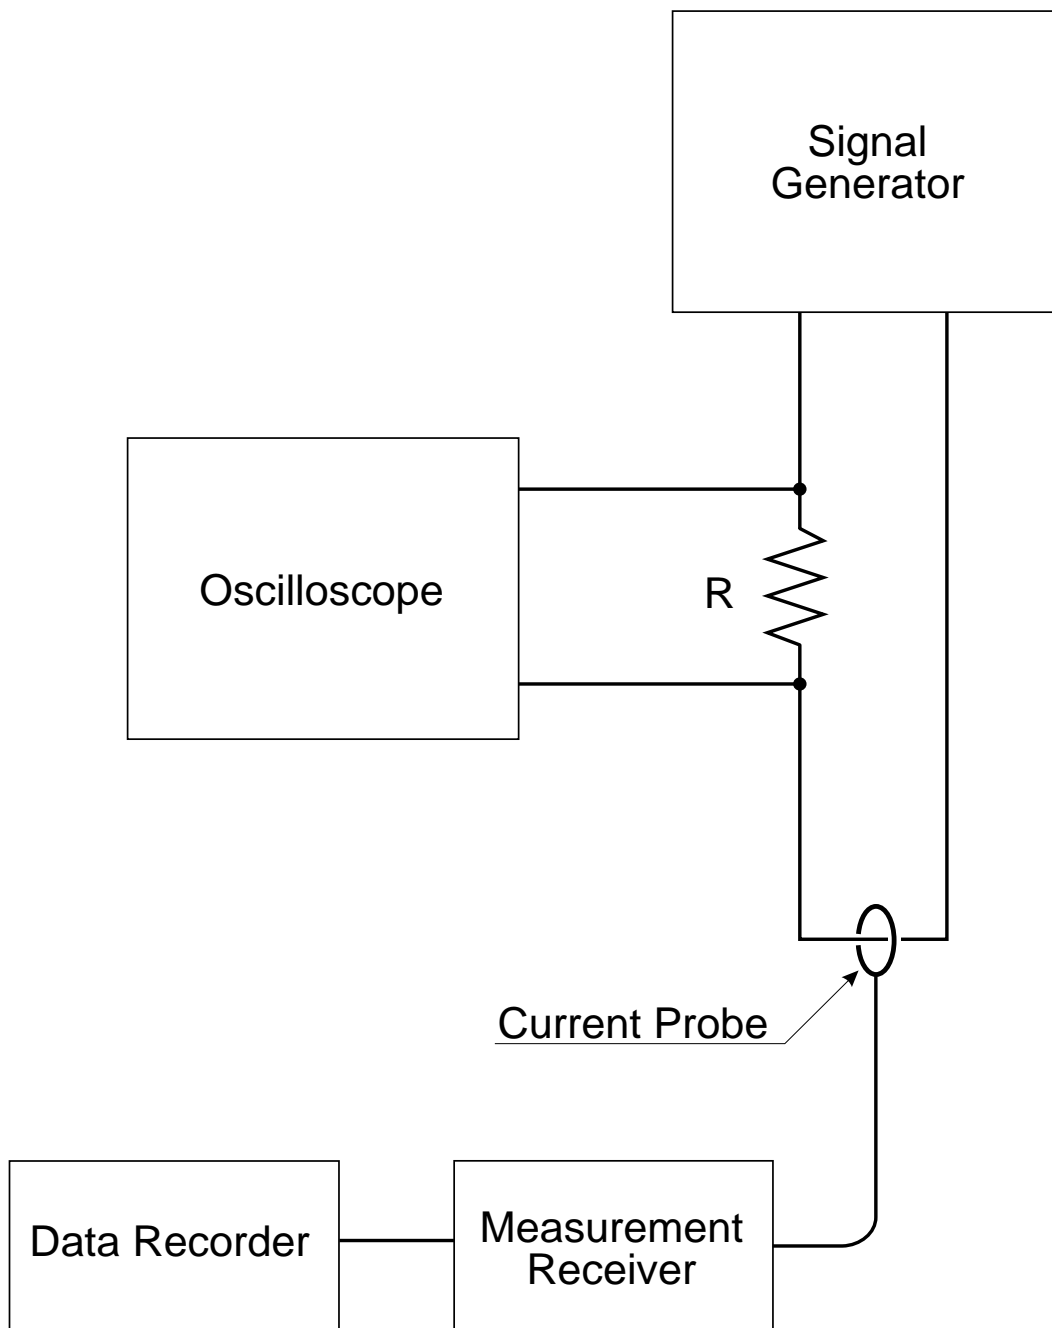 Signal
Generator
Oscilloscope
R
Current Probe
Data Recorder
Measurement
Receiver